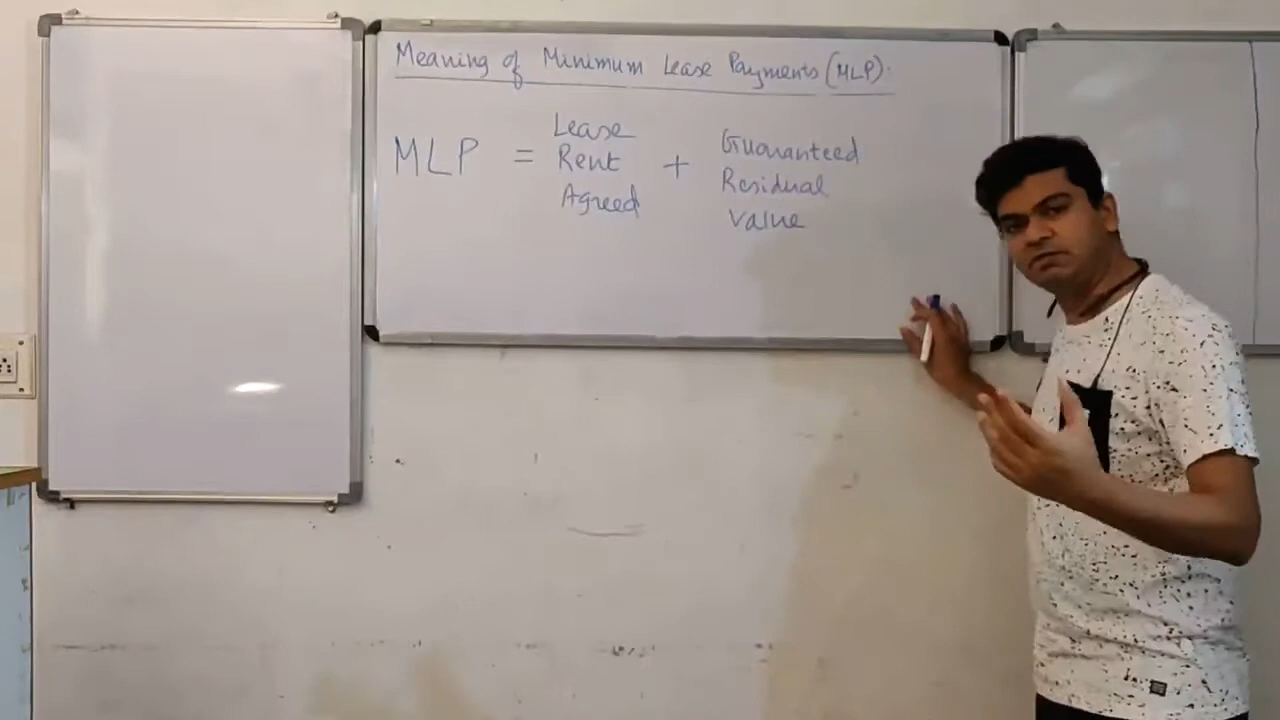 Meaning of Minimum Lease Payments (MLP):
MLP = Lease Rent Agreed + Guaranteed Residual Value